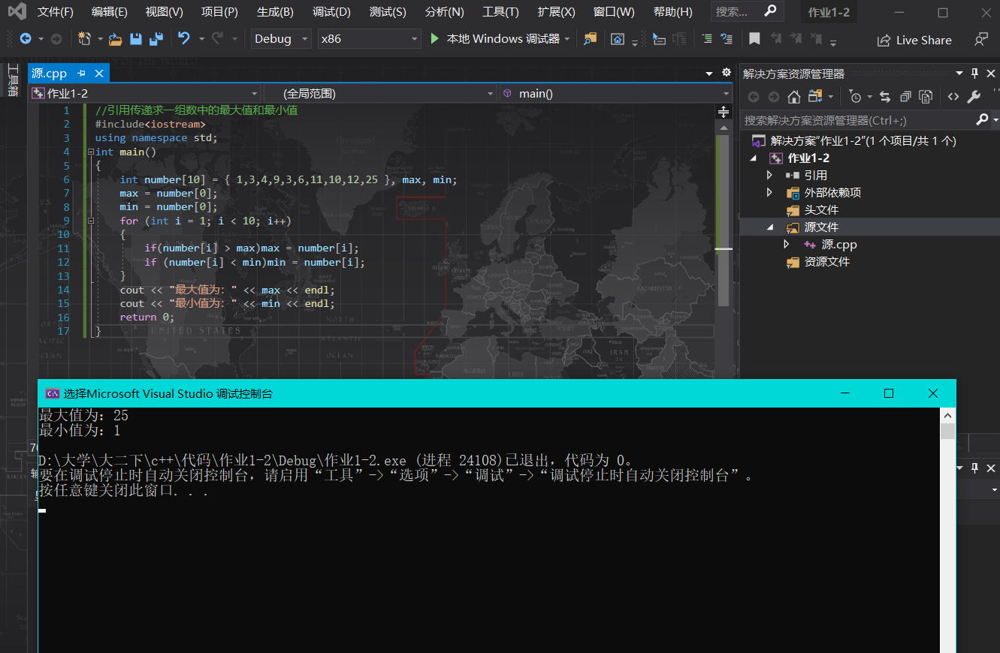 文件(F) 编辑(E) 视图(V) 项目(P) 生成(B) 调试(D) 测试(S) 分析(N) 工具(T) 扩展(X) 窗口(W) 帮助(H) 搜索... 作业1-2
Debug x86 本地 Windows 调试器 Live Share
工具箱
源.cpp
作业1-2 (全局范围) main()
1 //引用传递求一组数中的最大值和最小值
2 #include<iostream>
3 using namespace std;
4 int main()
5 {
6 int number[10] = { 1,3,4,9,3,6,11,10,12,25 }, max, min;
7 max = number[0];
8 min = number[0];
9 for (int i = 1; i < 10; i++)
10 {
11 if(number[i] > max)max = number[i];
12 if (number[i] < min)min = number[i];
13 }
14 cout << "最大值为: " << max << endl;
15 cout << "最小值为: " << min << endl;
16 return 0;
17 }
解决方案资源管理器
搜索解决方案资源管理器(Ctrl+;)
解决方案"作业1-2"(1 个项目/共 1 个)
作业1-2
引用
外部依赖项
头文件
源文件
源.cpp
资源文件
选择Microsoft Visual Studio 调试控制台
最大值为: 25
最小值为: 1
D:\大学\大二下\c++\代码\作业1-2\Debug\作业1-2.exe (进程 24108)已退出，代码为 0。
要在调试停止时自动关闭控制台，请启用“工具”->“选项”->“调试”->“调试停止时自动关闭控制台”。
按任意键关闭此窗口. . .